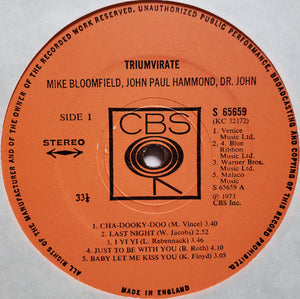 ALL RIGHTS OF THE MANUFACTURER AND OF THE OWNER OF THE RECORDED WORK RESERVED. UNAUTHORIZED PUBLIC PERFORMANCE, BROADCASTING AND COPYING OF THIS RECORD PROHIBITED
TRIUMVIRATE
MIKE BLOOMFIELD, JOHN PAUL HAMMOND, DR. JOHN
SIDE 1
CBS
S 65659
(KC 32172)
STEREO
33⅓
1. Venice
Music Ltd.
2. 4. Blue
Ribbon
Music Ltd.
3. Warner Bros.
Music Ltd.
5. Malaco
Music
S 65659 A
℗ 1973
CBS Inc.
1. CHA-DOOKY-DOO (M. Vince) 3.40
2. LAST NIGHT (W. Jacobs) 3.52
3. I YI YI (L. Rebennack) 3.46
4. JUST TO BE WITH YOU (B. Roth) 4.10
5. BABY LET ME KISS YOU (K. Floyd) 3.05
MADE IN ENGLAND